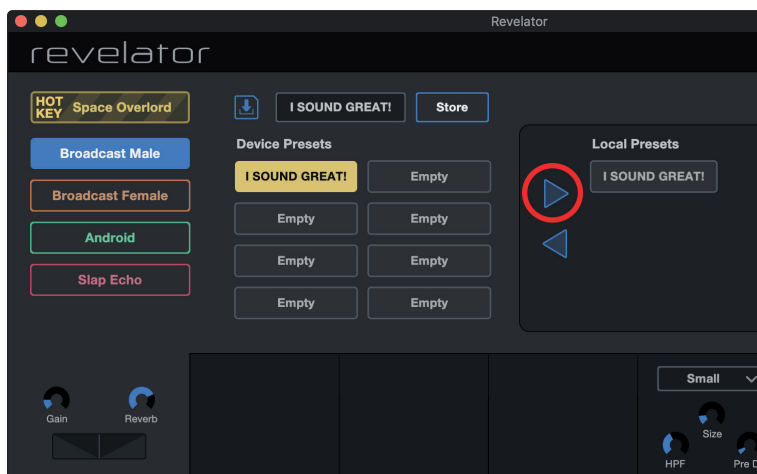 Revelator
revelator
HOT KEY Space Overlord
I SOUND GREAT!
Store
Broadcast Male
Broadcast Female
Android
Slap Echo
Device Presets
I SOUND GREAT!
Empty
Empty
Empty
Empty
Empty
Empty
Empty
Local Presets
I SOUND GREAT!
Gain
Reverb
Small
Size
HPF